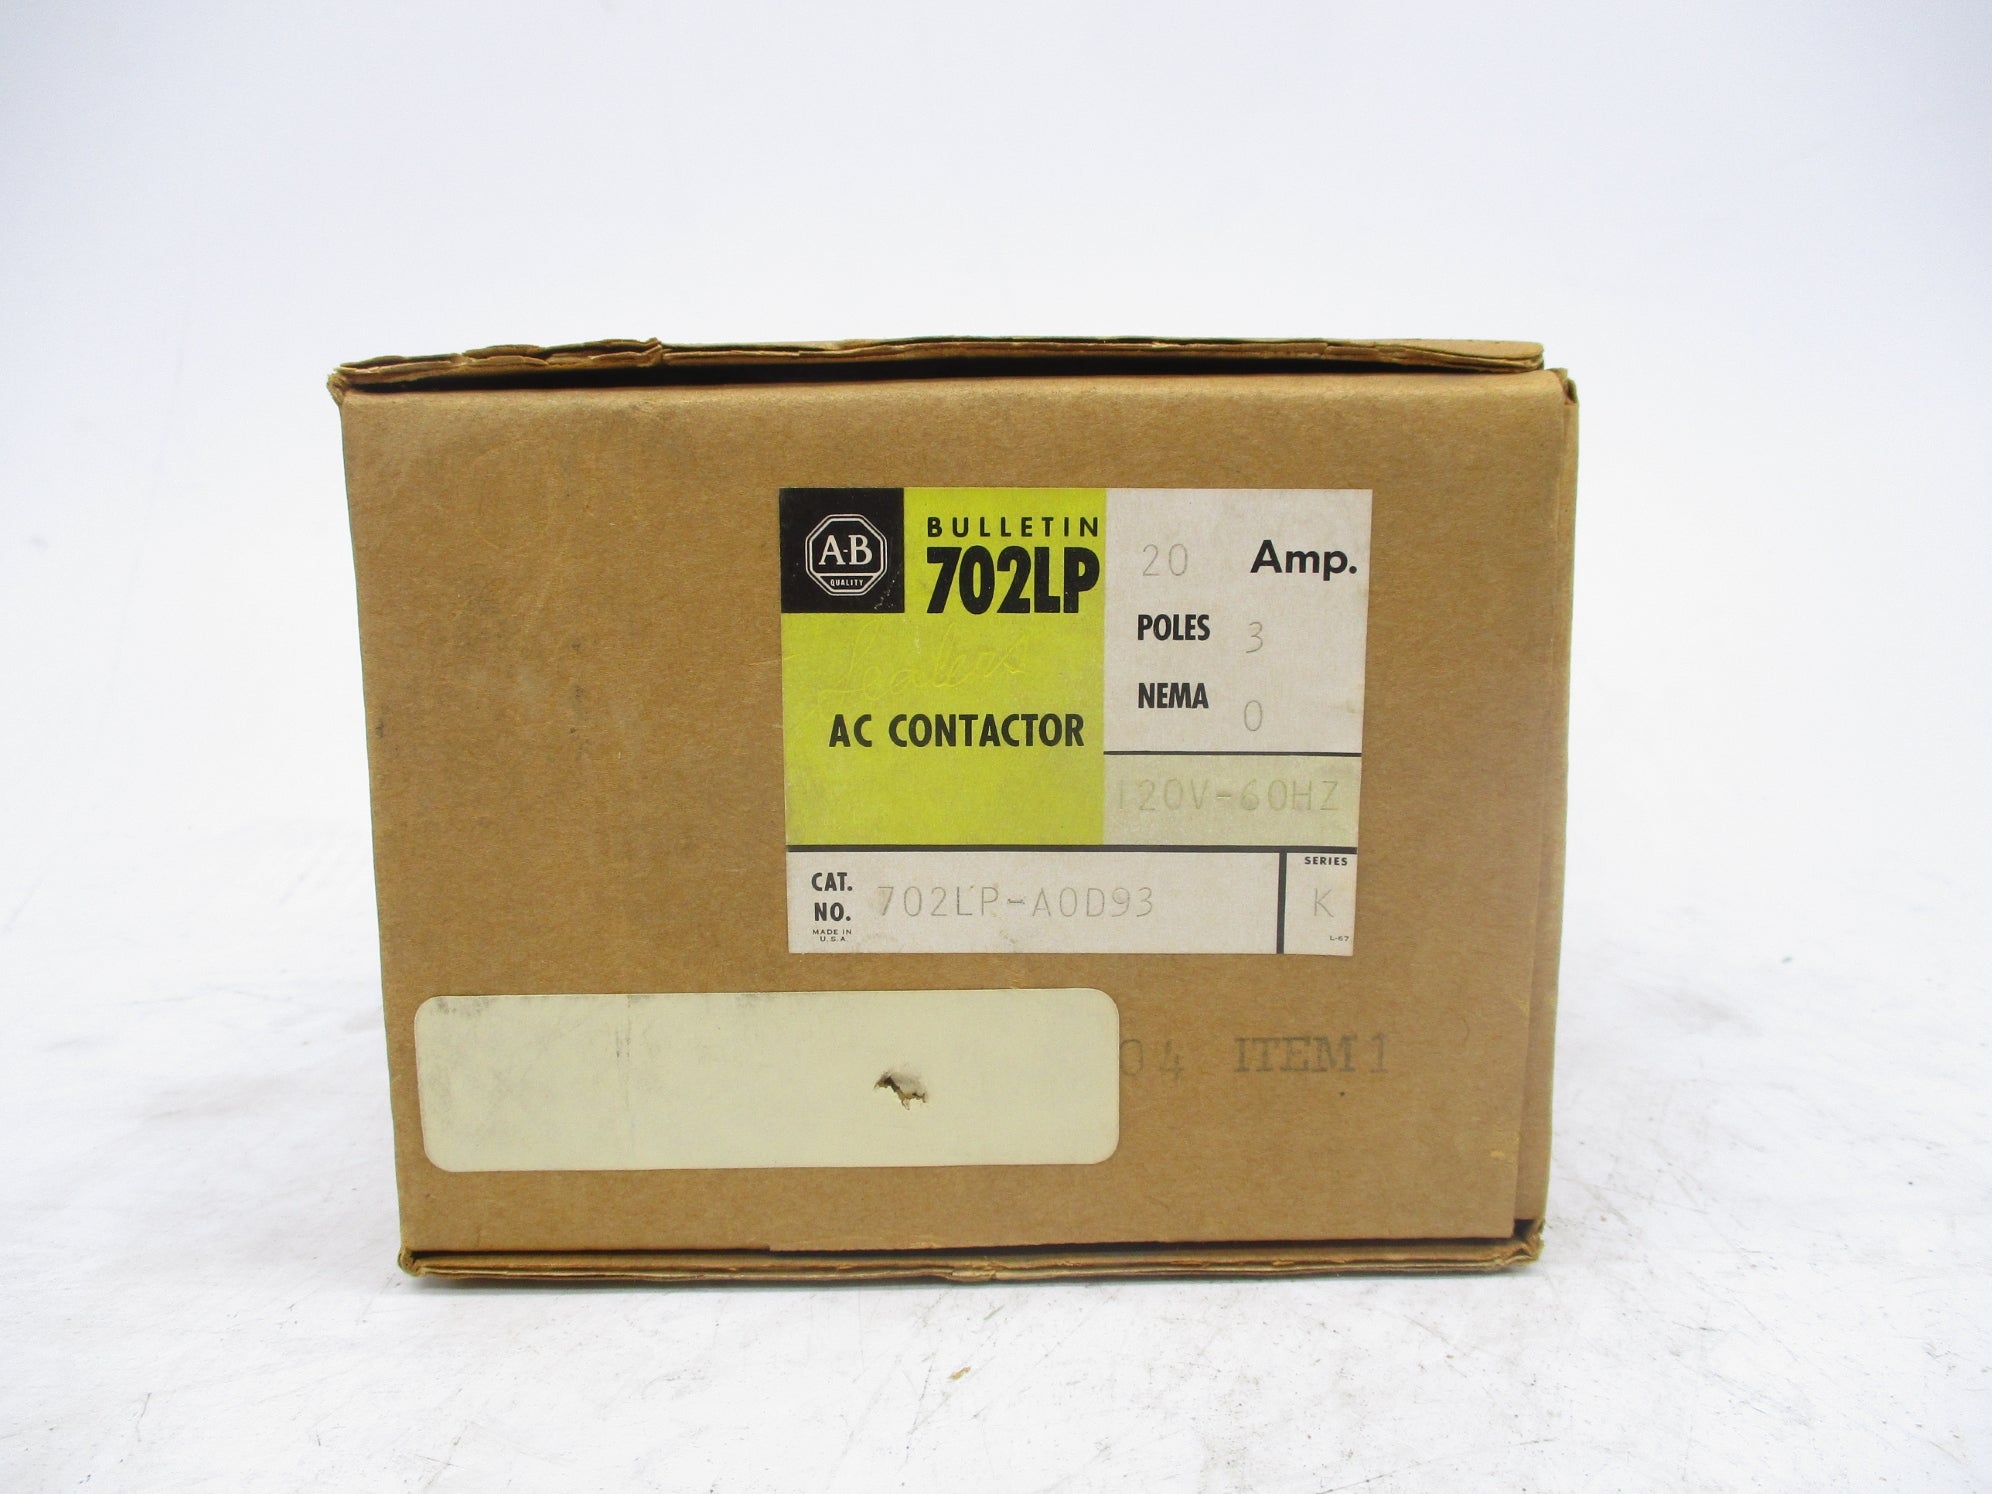 A-B
QUALITY
BULLETIN
702LP
AC CONTACTOR
20 Amp.
POLES 3
NEMA 0
120V-60HZ
CAT. NO. 702LP-A0D93
MADE IN
U.S.A.
SERIES
K
L-67
04 ITEM 1